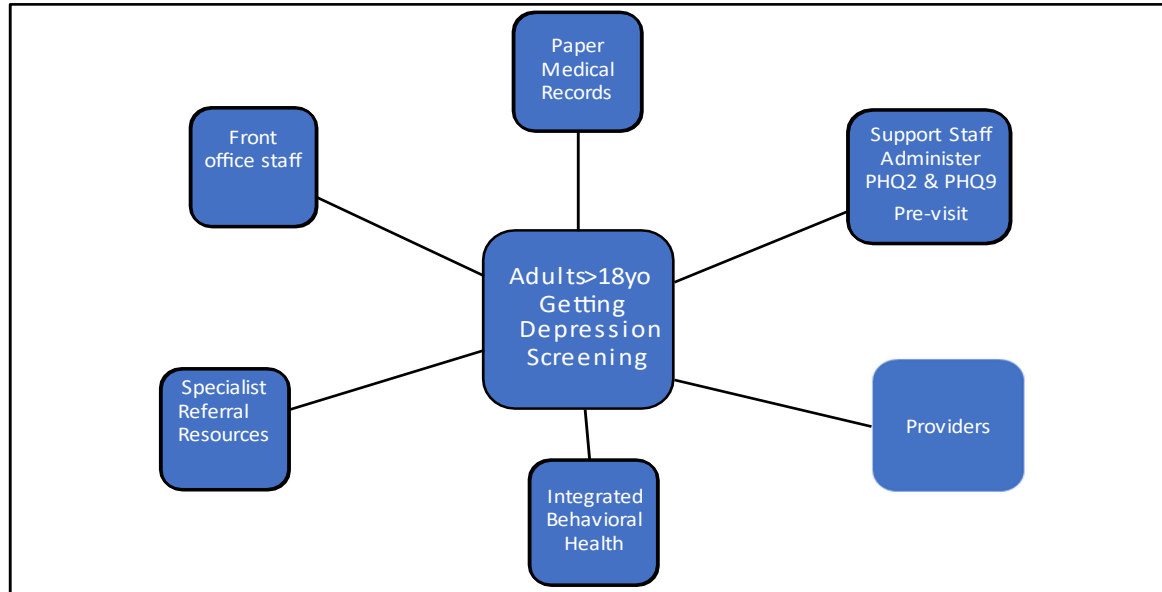 Paper
Medical
Records
Front
office staff
Support Staff
Administer
PHQ2 & PHQ9
Pre-visit
Adults>18yo
Getting
Depression
Screening
Specialist
Referral
Resources
Providers
Integrated
Behavioral
Health